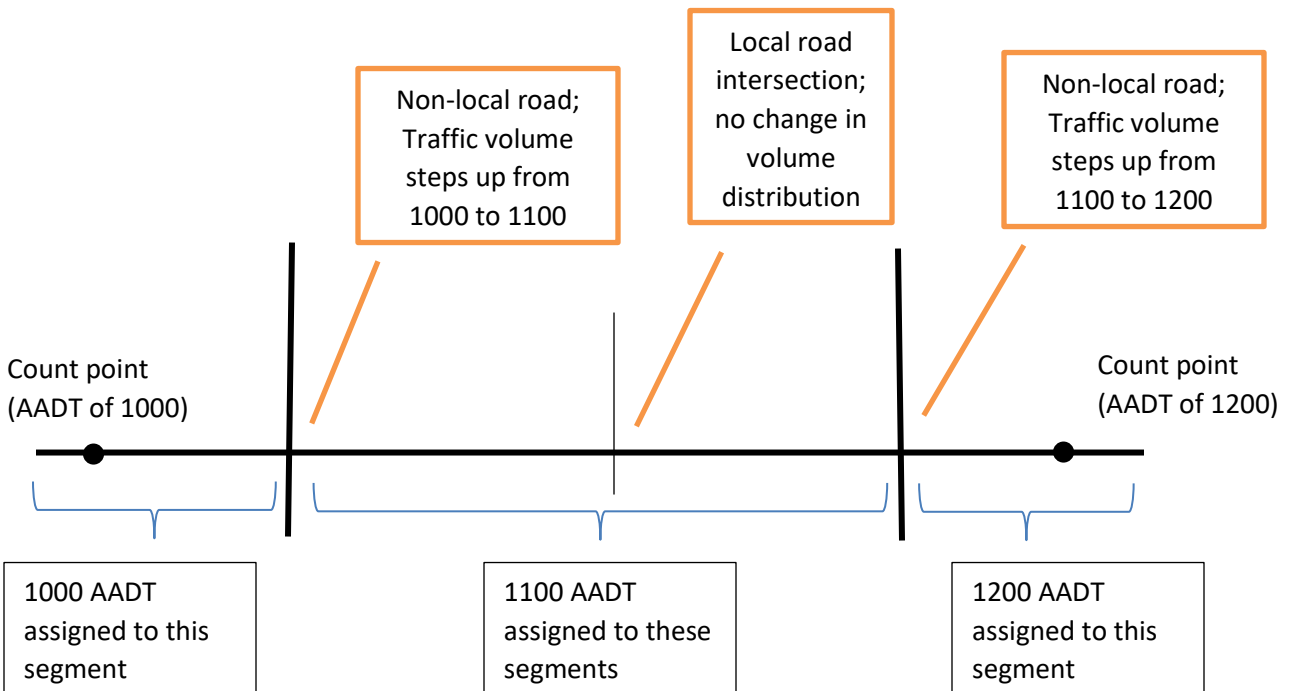 Non-local road;
Traffic volume
steps up from
1000 to 1100
Local road
intersection;
no change in
volume
distribution
Non-local road;
Traffic volume
steps up from
1100 to 1200
Count point
(AADT of 1000)
Count point
(AADT of 1200)
1000 AADT
assigned to this
segment
1100 AADT
assigned to these
segments
1200 AADT
assigned to this
segment